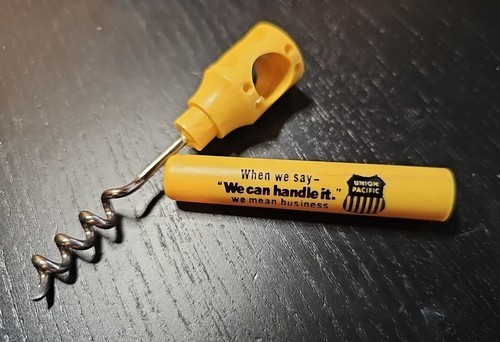 When we say-
"We can handle it."
we mean business
UNION
PACIFIC